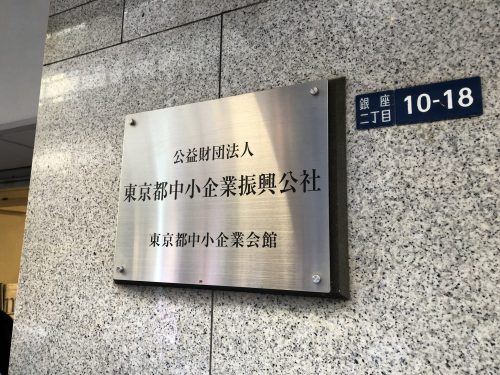 公益財団法人
東京都中小企業振興公社
東京都中小企業会館
銀座
二丁目
10-18